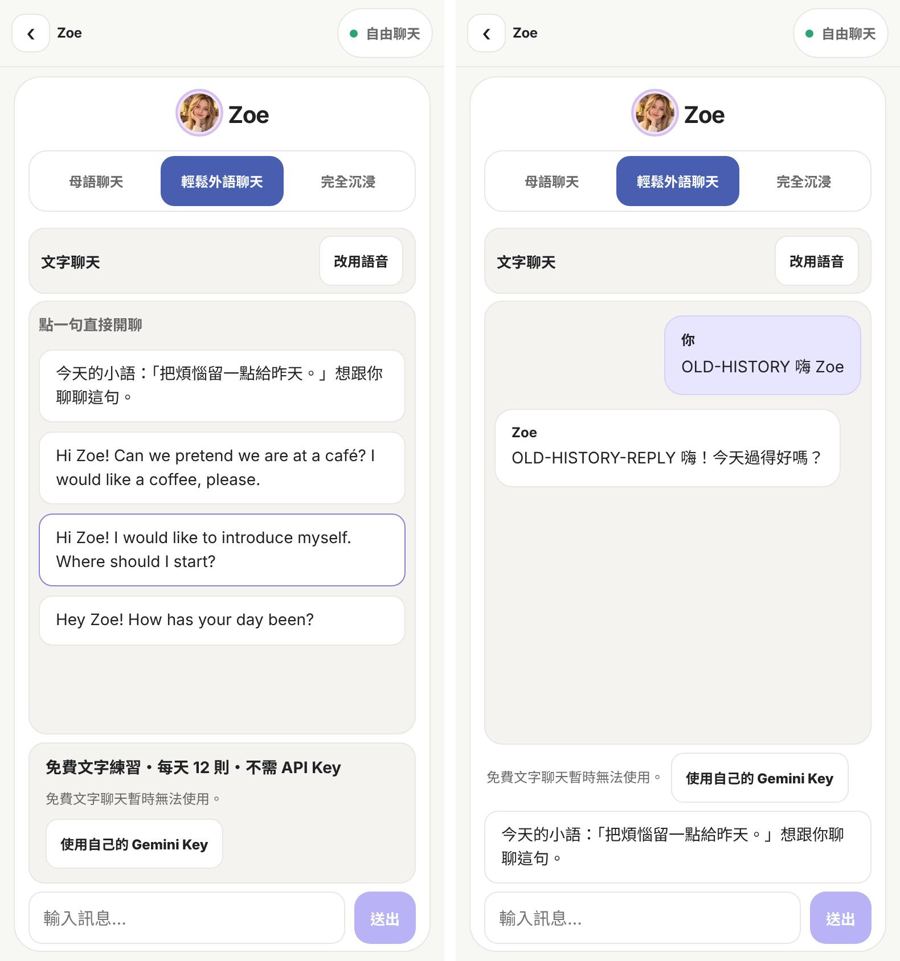 ‹ Zoe
自由聊天
Zoe
母語聊天
輕鬆外語聊天
完全沉浸
文字聊天
改用語音
點一句直接開聊
今天的小語：「把煩惱留一點給昨天。」想跟你
聊聊這句。
Hi Zoe! Can we pretend we are at a café? I
would like a coffee, please.
Hi Zoe! I would like to introduce myself.
Where should I start?
Hey Zoe! How has your day been?
免費文字練習・每天 12 則・不需 API Key
免費文字聊天暫時無法使用。
使用自己的 Gemini Key
輸入訊息...
送出
‹ Zoe
自由聊天
Zoe
母語聊天
輕鬆外語聊天
完全沉浸
文字聊天
改用語音
你
OLD-HISTORY 嗨 Zoe
Zoe
OLD-HISTORY-REPLY 嗨！今天過得好嗎？
免費文字聊天暫時無法使用。
使用自己的 Gemini Key
今天的小語：「把煩惱留一點給昨天。」想跟你聊
聊這句。
輸入訊息...
送出